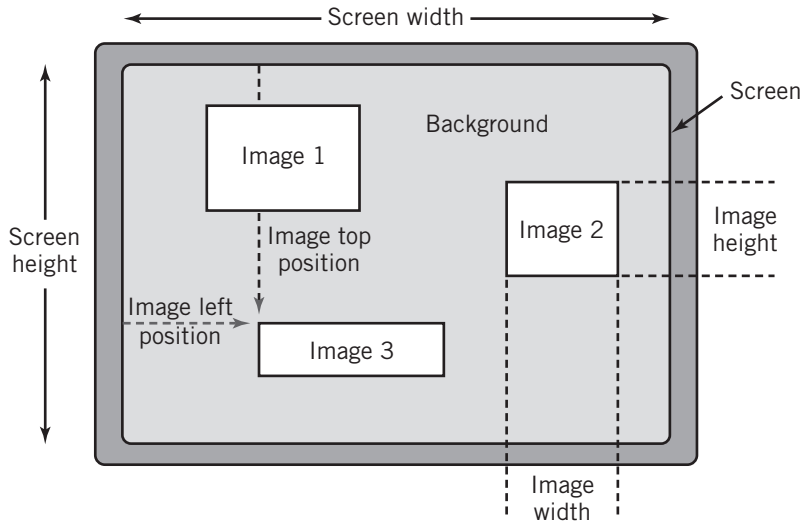 Screen width
Screen
Background
Image 1
Image 2
Image
height
Screen
height
Image top
position
Image left
position
Image 3
Image
width